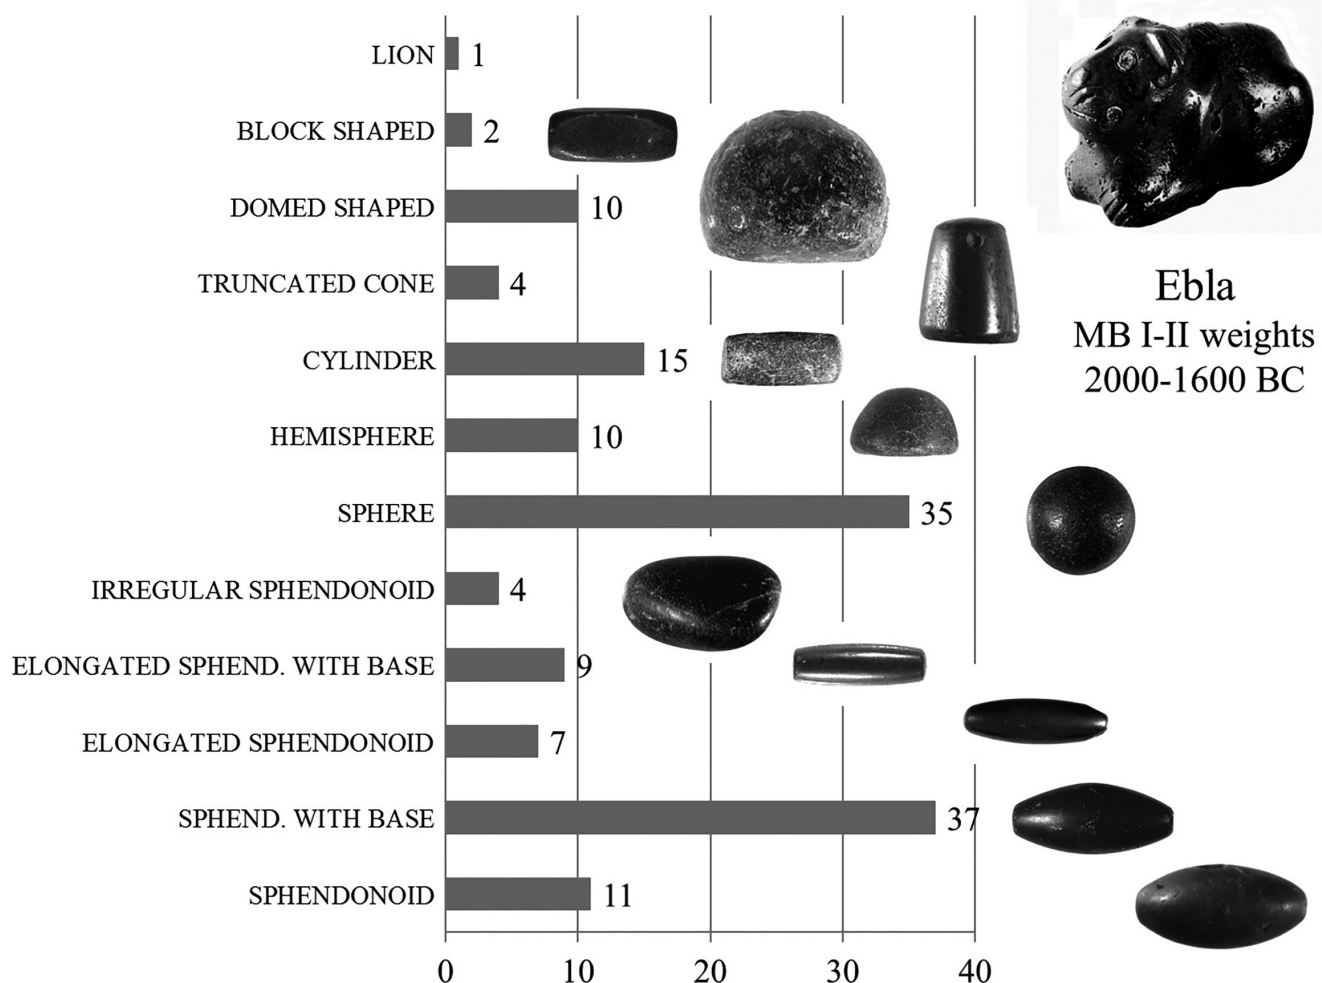 LION 1
BLOCK SHAPED 2
DOMED SHAPED 10
TRUNCATED CONE 4
CYLINDER 15
HEMISPHERE 10
SPHERE 35
IRREGULAR SPHENDONOID 4
ELONGATED SPHEND. WITH BASE 9
ELONGATED SPHENDONOID 7
SPHEND. WITH BASE 37
SPHENDONOID 11
0 10 20 30 40
Ebla
MB I-II weights
2000-1600 BC